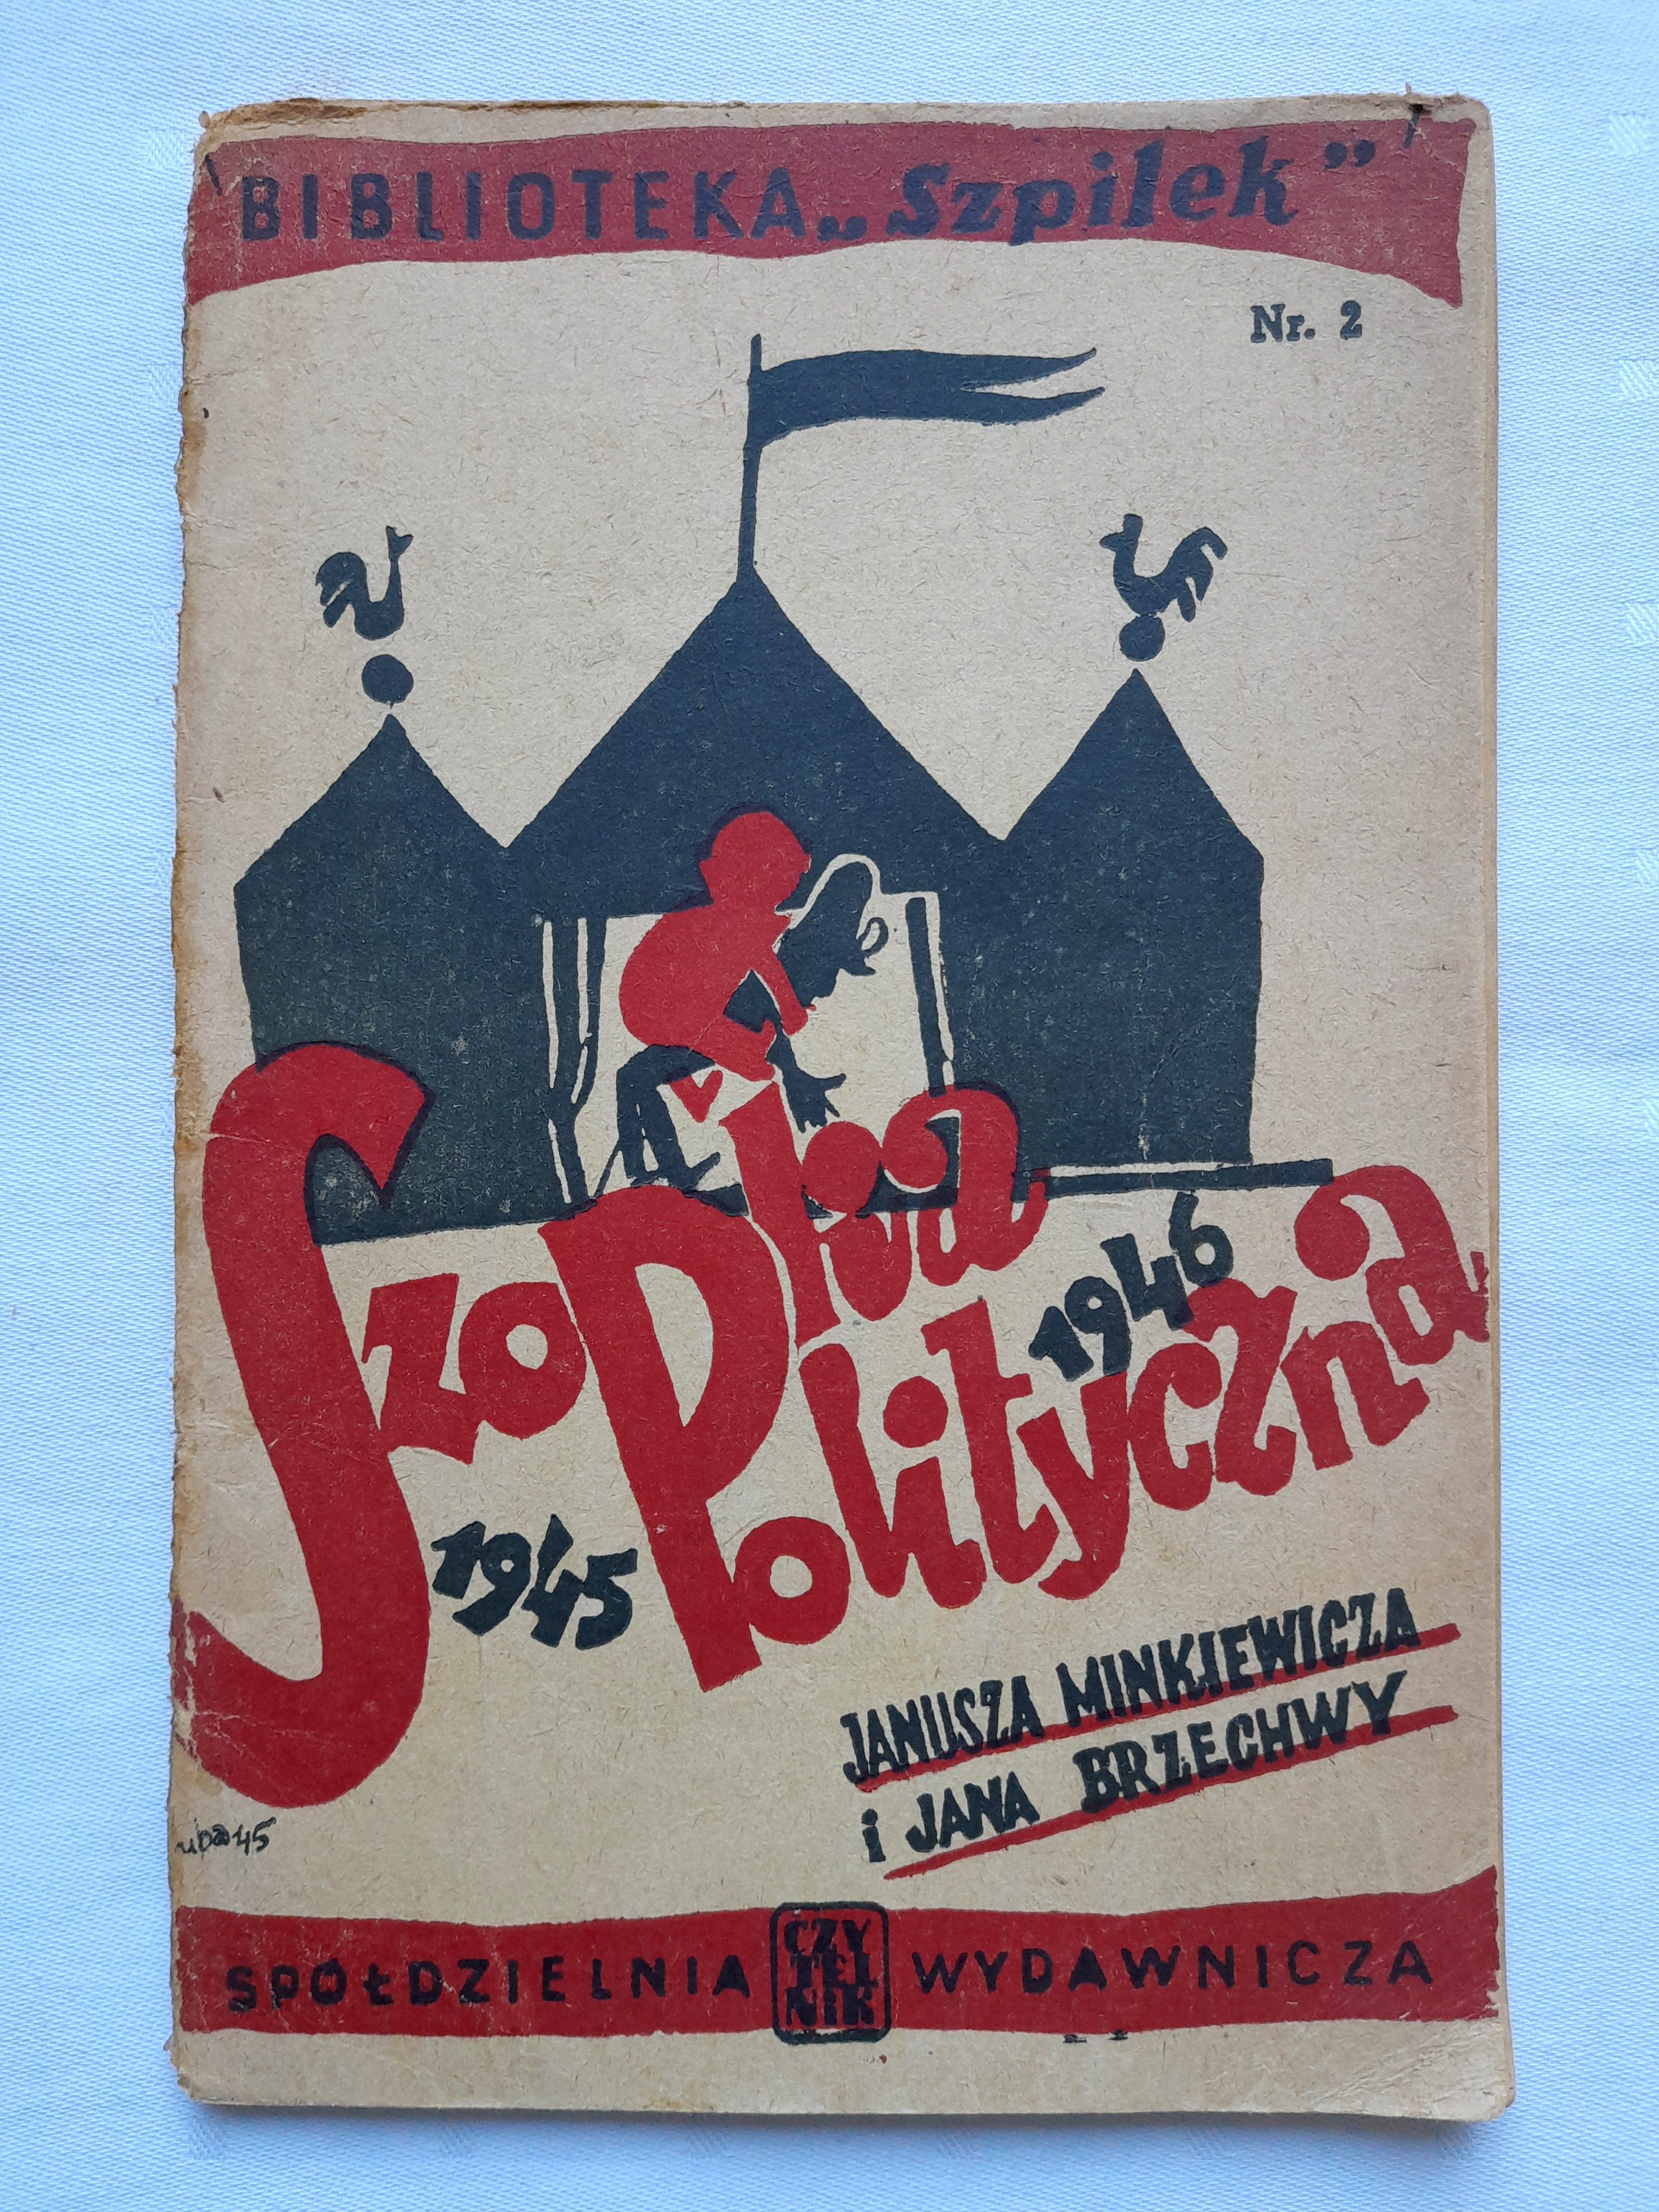 BIBLIOTEKA „Szpilek”
Nr. 2
Szopka
1946
Polityczna
1945
JANUSZA MINKIEWICZA
i JANA BRZECHWY
SPÓŁDZIELNIA CZYTELNIK WYDAWNICZA